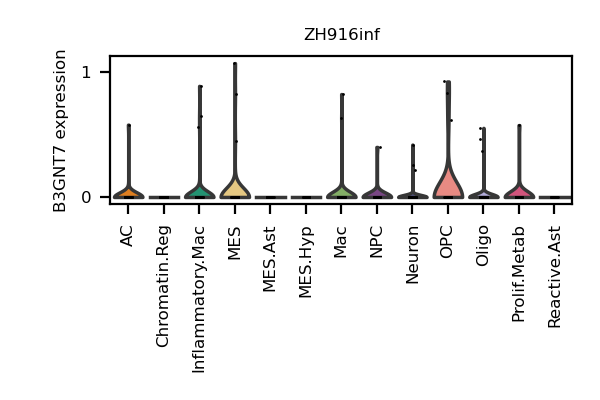 ZH916inf
B3GNT7 expression
1
0
AC
Chromatin.Reg
Inflammatory.Mac
MES
MES.Ast
MES.Hyp
Mac
NPC
Neuron
OPC
Oligo
Prolif.Metab
Reactive.Ast